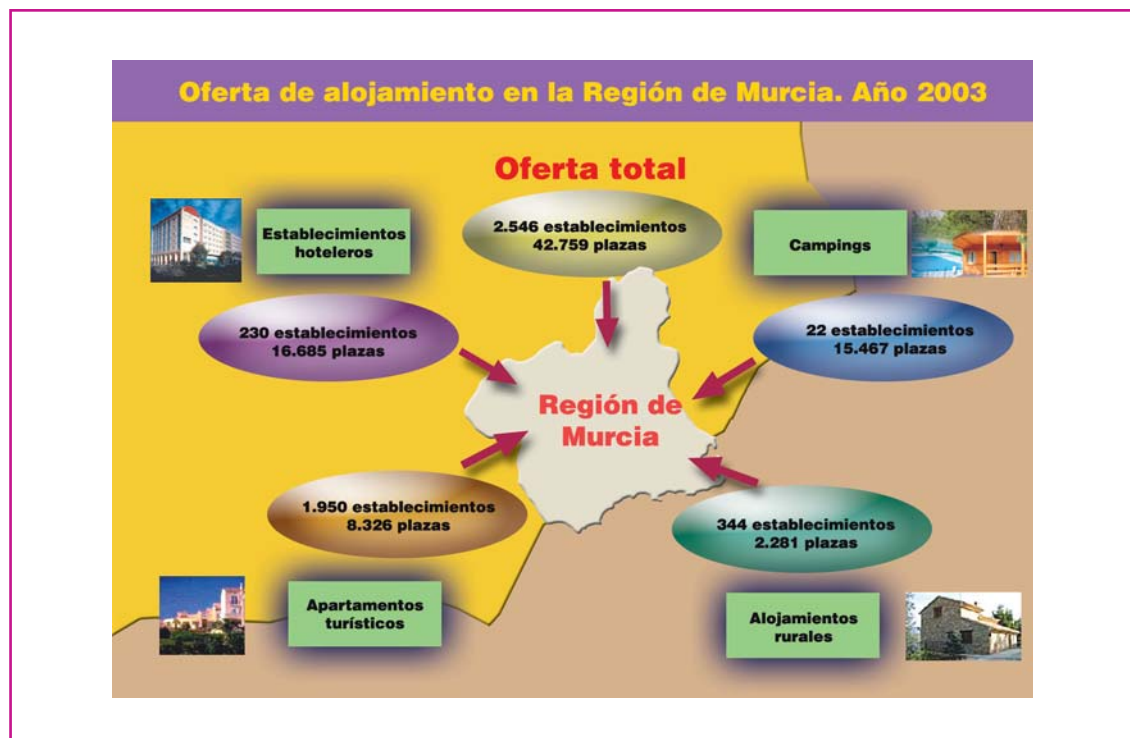 Oferta de alojamiento en la Región de Murcia. Año 2003
Oferta total
2.546 establecimientos
42.759 plazas
Establecimientos
hoteleros
230 establecimientos
16.685 plazas
Campings
22 establecimientos
15.467 plazas
Región de
Murcia
1.950 establecimientos
8.326 plazas
Apartamentos
turísticos
344 establecimientos
2.281 plazas
Alojamientos
rurales